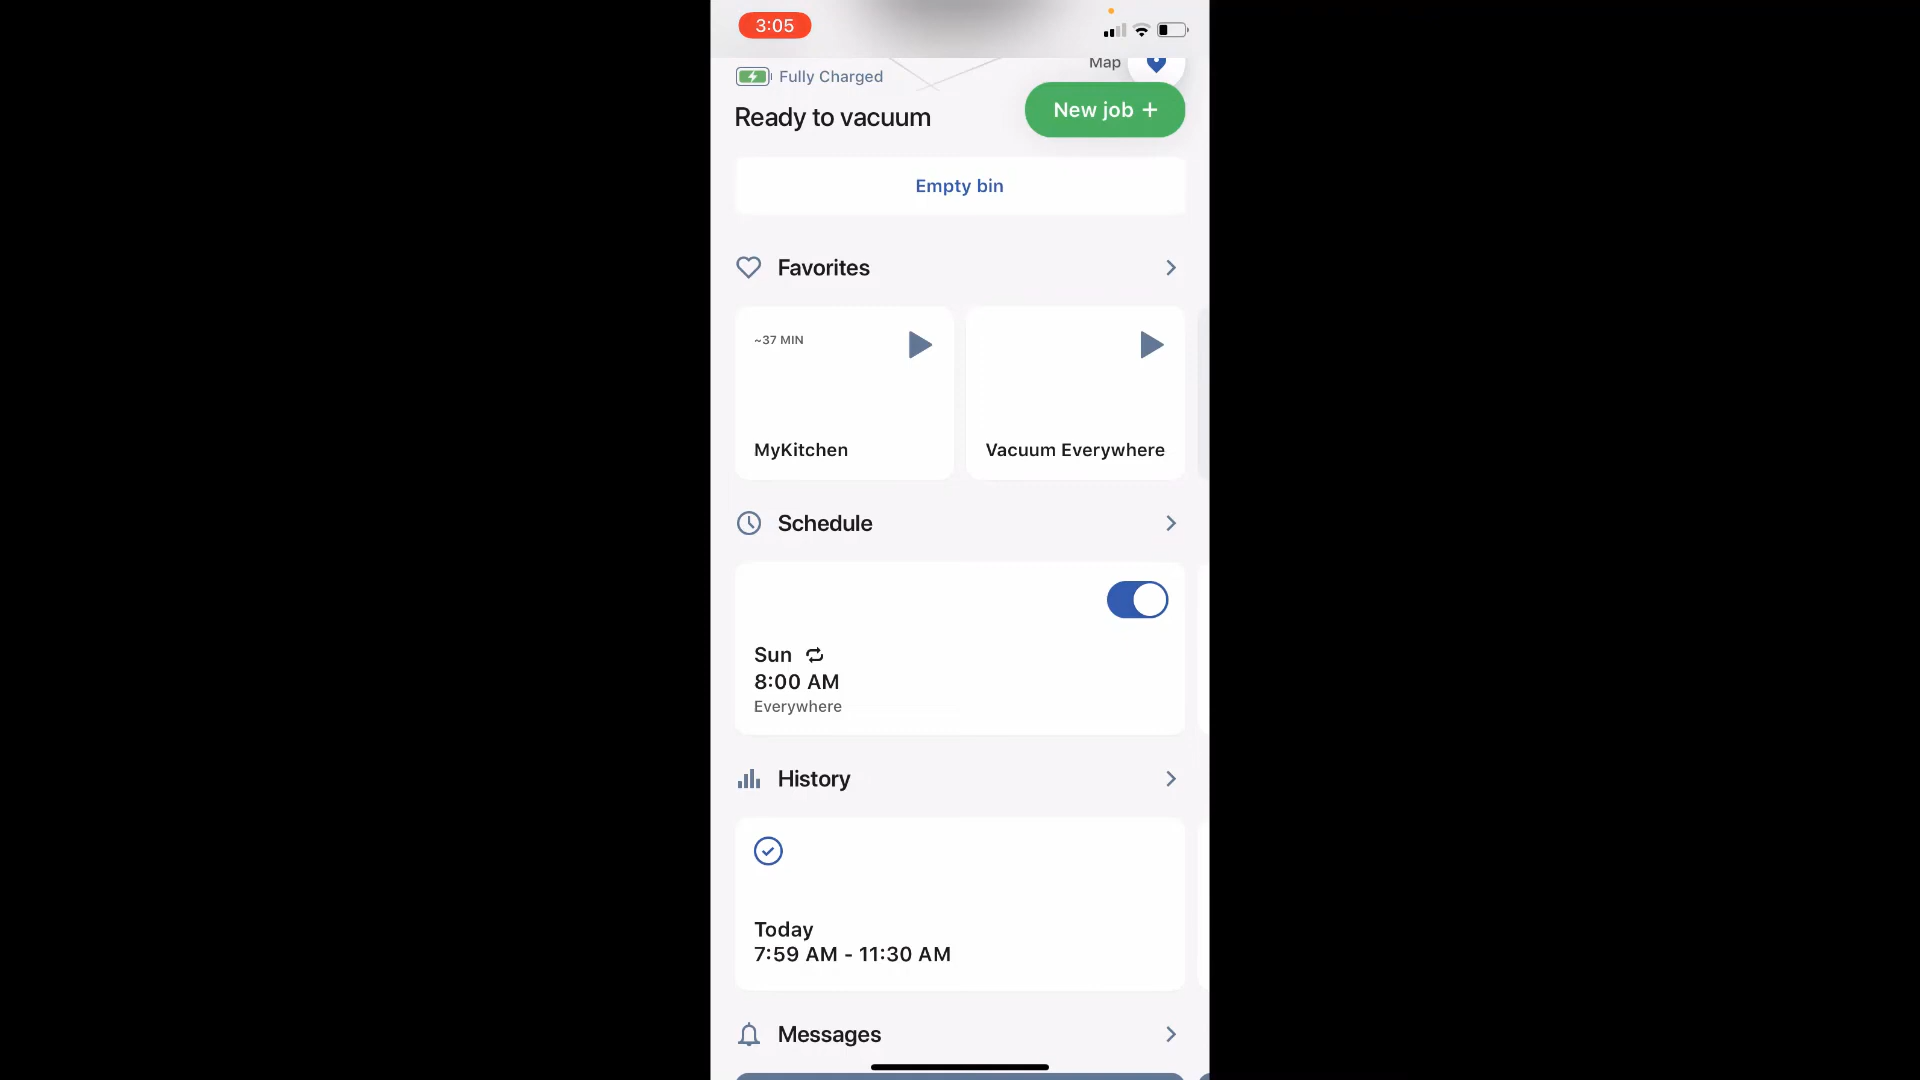 3:05
Map
Fully Charged
Ready to vacuum
New job +
Empty bin
Favorites
~37 MIN
MyKitchen
Vacuum Everywhere
Schedule
Sun
8:00 AM
Everywhere
History
Today
7:59 AM - 11:30 AM
Messages